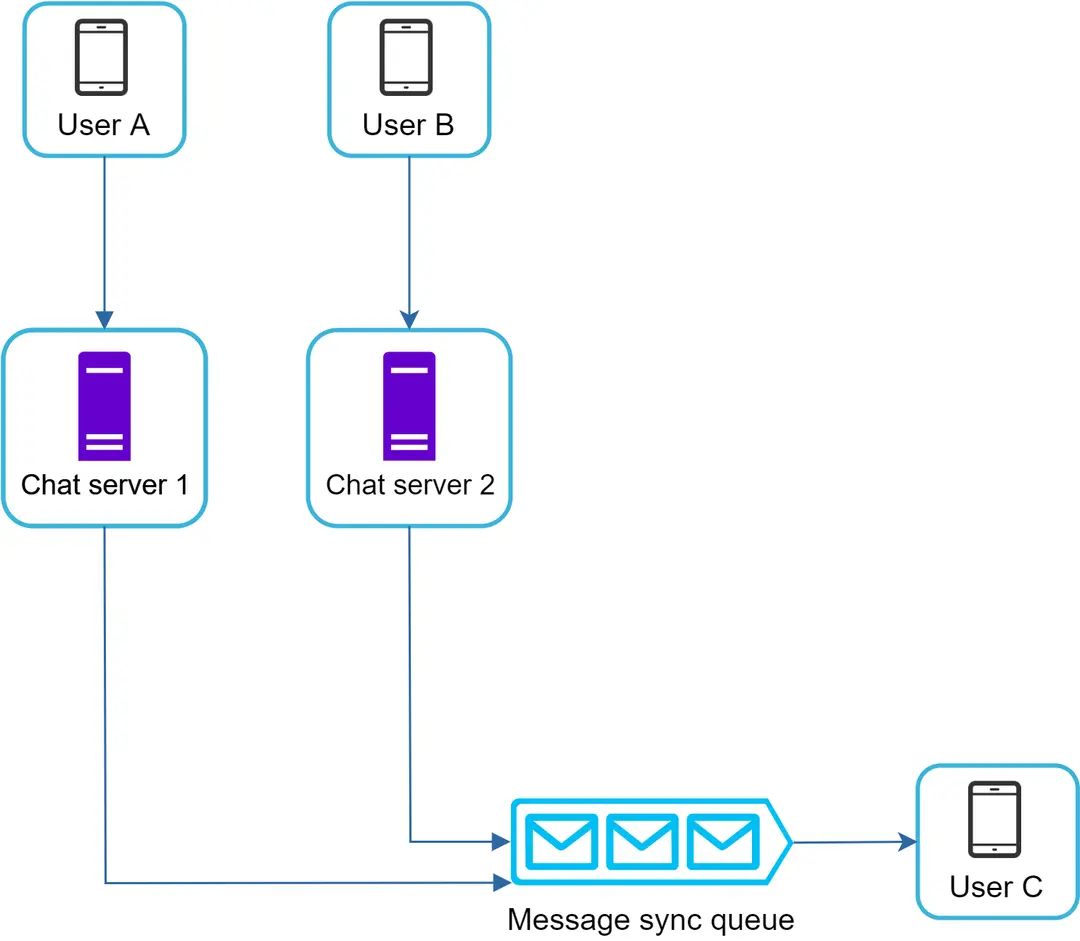 User A
User B
Chat server 1
Chat server 2
User C
Message sync queue